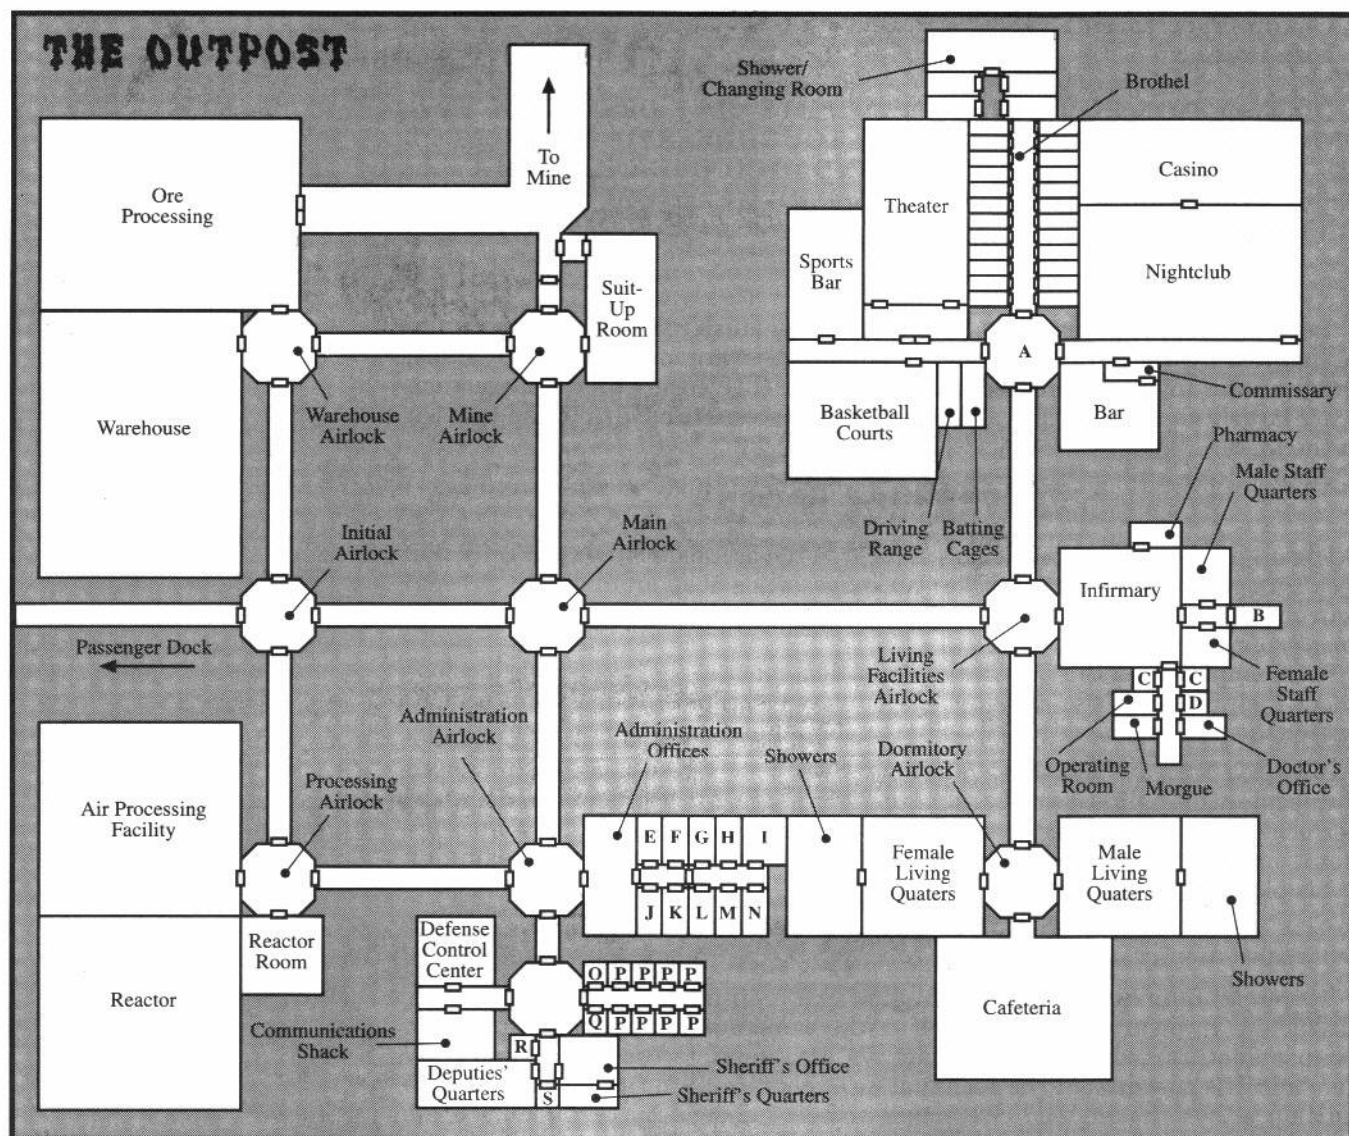 THE OUTPOST
Shower/
Changing Room
Brothel
To
Mine
Ore
Processing
Casino
Theater
Sports
Bar
Nightclub
Suit-
Up
Room
A
Warehouse
Airlock
Mine
Airlock
Commissary
Basketball
Courts
Bar
Warehouse
Pharmacy
Male Staff
Quarters
Driving
Range
Batting
Cages
Initial
Airlock
Main
Airlock
Infirmary
B
Passenger Dock
Living
Facilities
Airlock
C
C
D
Female
Staff
Quarters
Administration
Airlock
Administration
Offices
Showers
Dormitory
Airlock
Operating
Room
Morgue
Doctor's
Office
Processing
Airlock
Air Processing
Facility
E
F
G
H
I
Female
Living
Quaters
Male
Living
Quaters
J
K
L
M
N
Defense
Control
Center
Reactor
Room
O
P
P
P
P
Showers
Reactor
Q
P
P
P
P
Cafeteria
Communications
Shack
R
Sheriff's Office
Deputies'
Quarters
S
Sheriff's Quarters